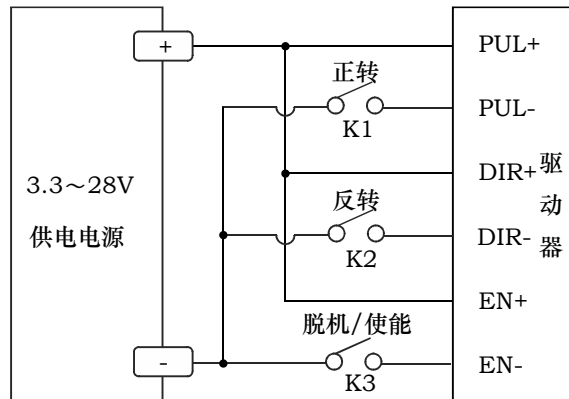 +
PUL+
正转
PUL-
K1
DIR+
3.3～28V
供电电源
反转
DIR-
K2
驱
动
器
EN+
脱机/使能
-
EN-
K3